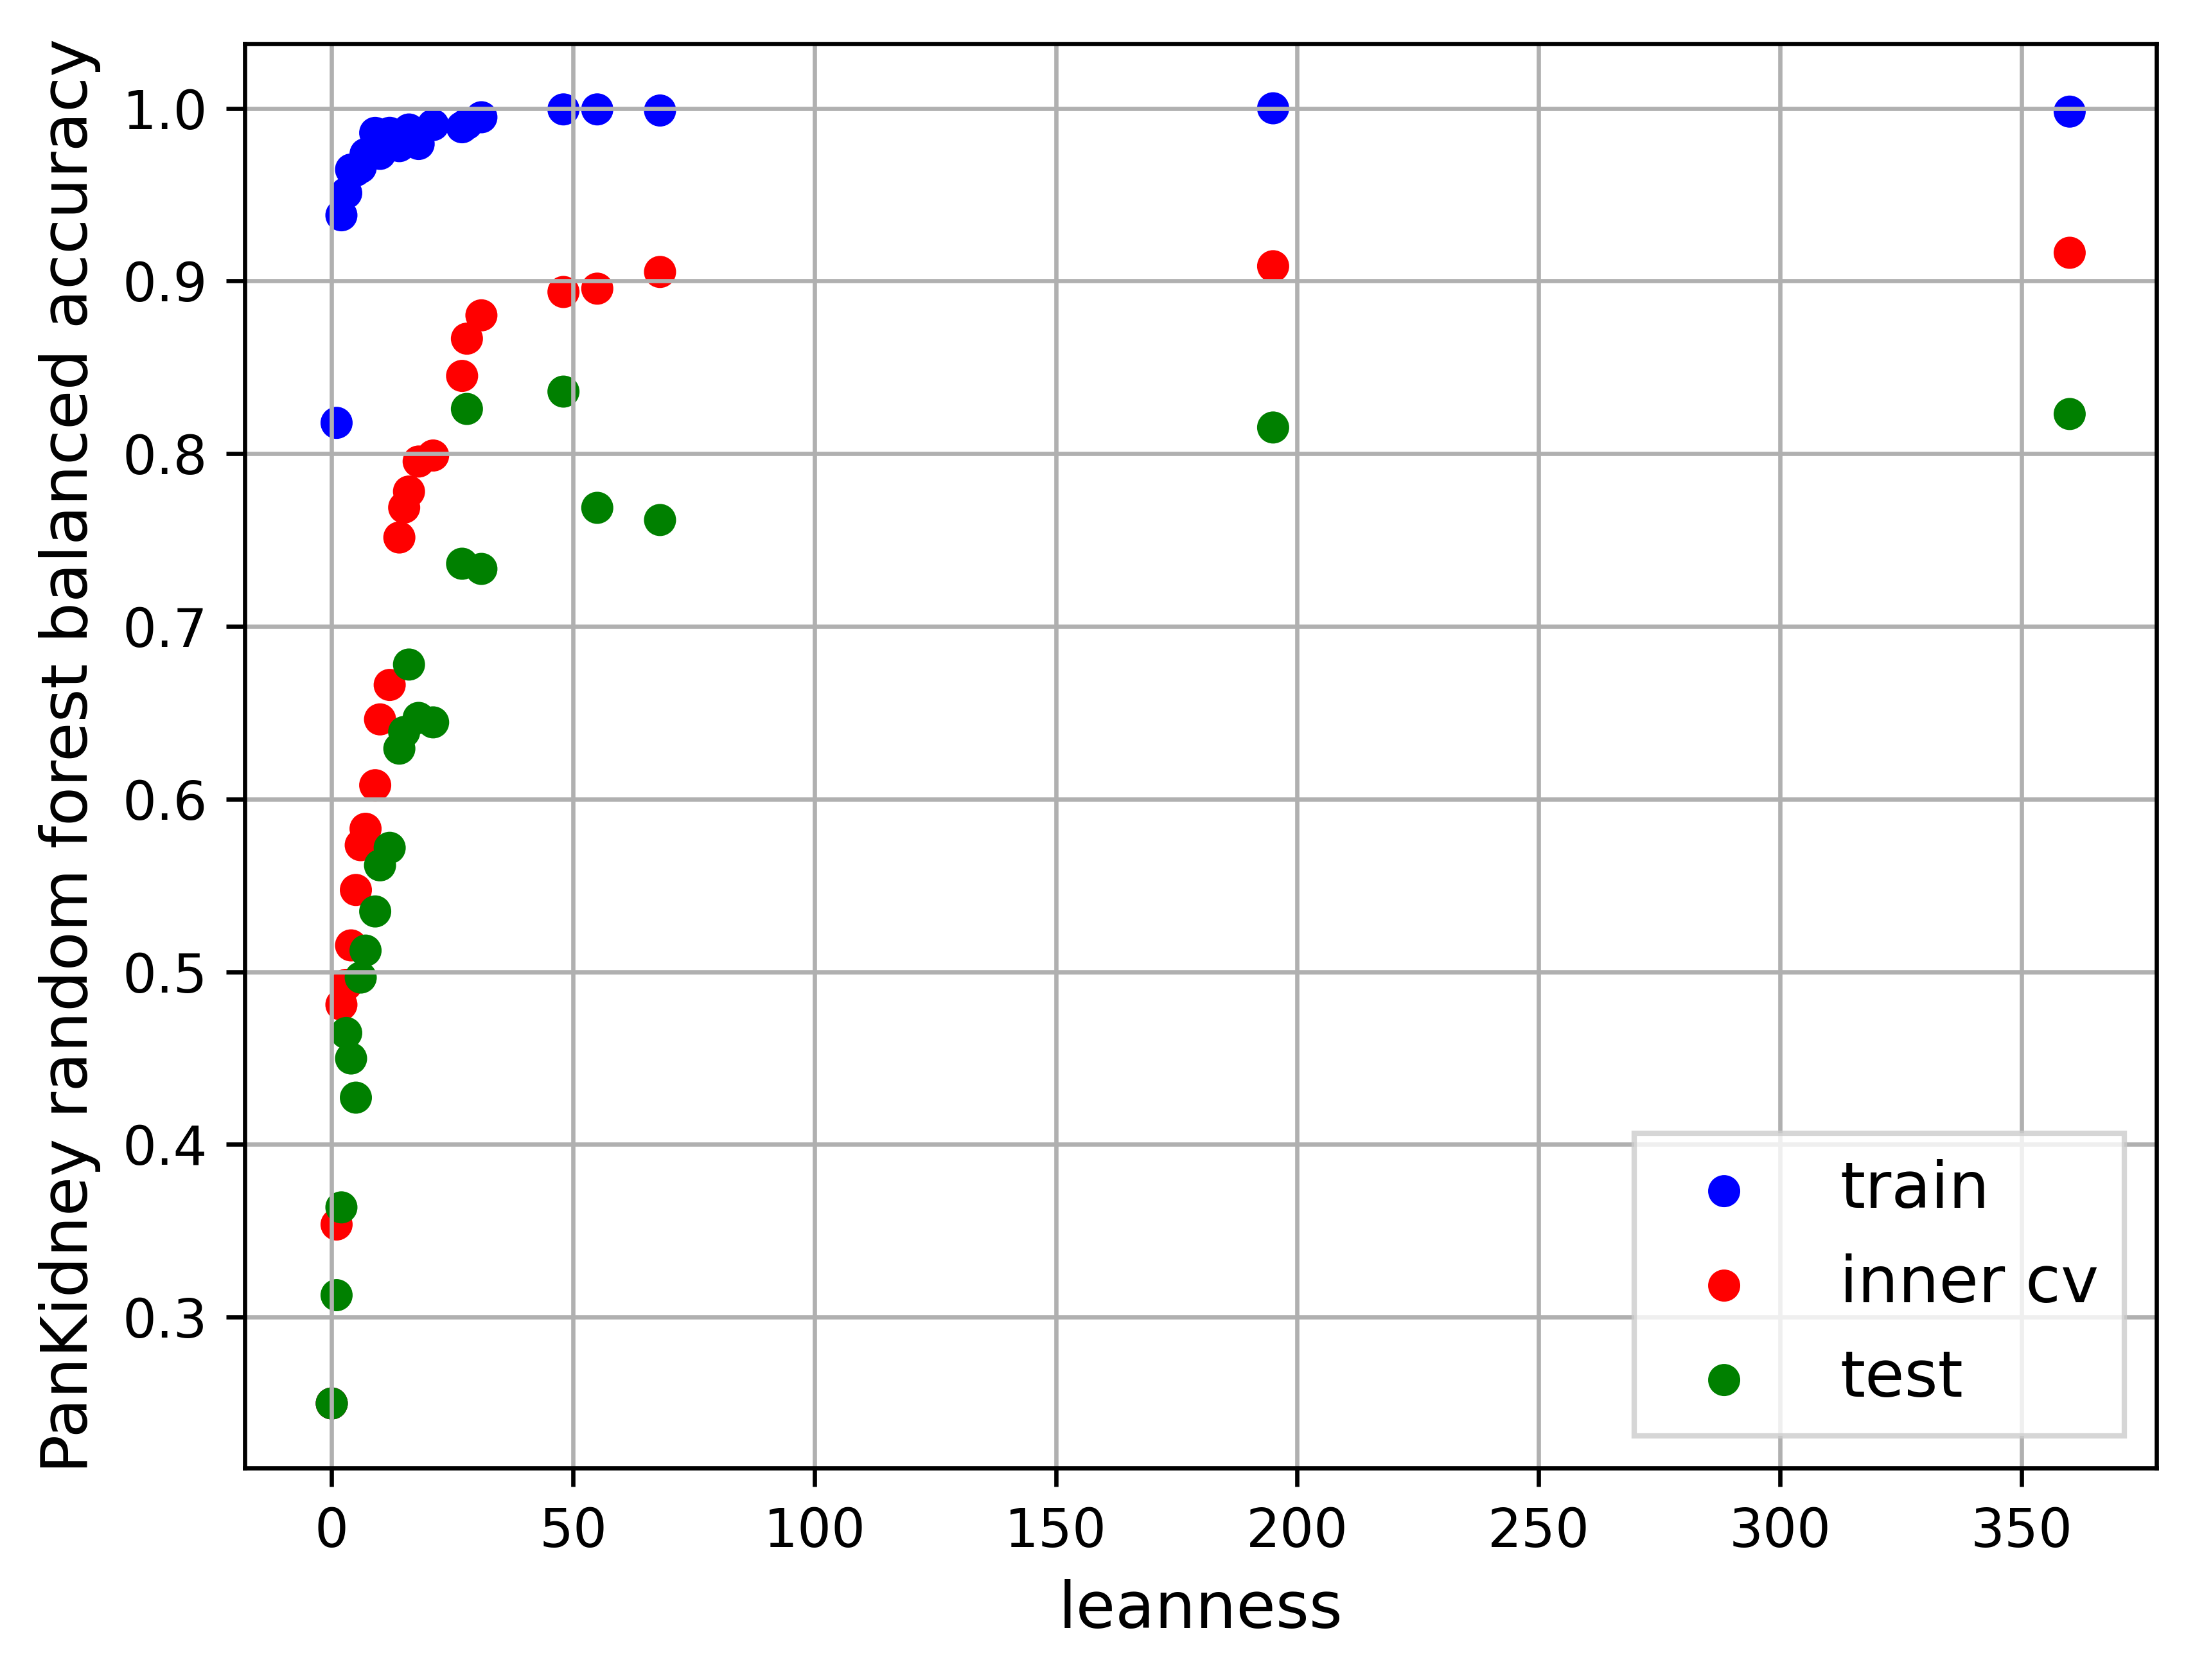 PanKidney random forest balanced accuracy
1.0
0.9
0.8
0.7
0.6
0.5
0.4
0.3
train
inner cv
test
0 50 100 150 200 250 300 350
leanness